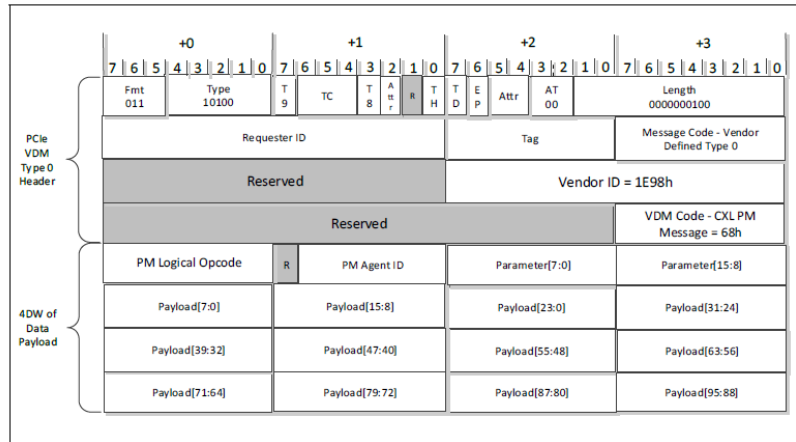 +0 +1 +2 +3
7 6 5 4 3 2 1 0 7 6 5 4 3 2 1 0 7 6 5 4 3 2 1 0 7 6 5 4 3 2 1 0
Fmt
011
Type
10100
T
9
TC
T
8
A
tt
r
R
T
H
T
D
E
P
Attr
AT
00
Length
0000000100
PCIe
VDM
Type 0
Header
Requester ID
Tag
Message Code - Vendor
Defined Type 0
Reserved
Vendor ID = 1E98h
Reserved
VDM Code - CXL PM
Message = 68h
4DW of
Data
Payload
PM Logical Opcode
R
PM Agent ID
Parameter[7:0]
Parameter[15:8]
Payload[7:0]
Payload[15:8]
Payload[23:0]
Payload[31:24]
Payload[39:32]
Payload[47:40]
Payload[55:48]
Payload[63:56]
Payload[71:64]
Payload[79:72]
Payload[87:80]
Payload[95:88]